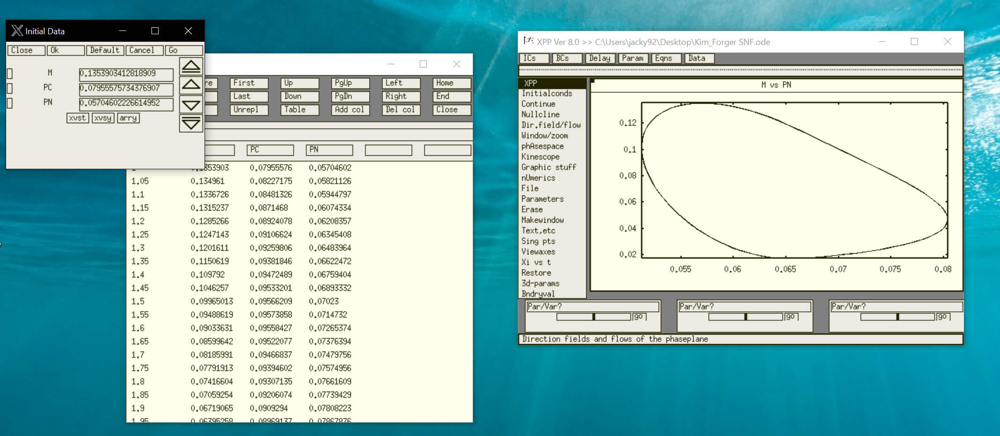 Initial Data
Close Ok Default Cancel Go
M 0.1353903412818909
PC 0.07955575734376907
PN 0.05704602226614952
xvst xvsy arry
First Up PgUp Left Home
Last Down PgDn Right End
Unrepl Table Add col Del col Close
PC PN
0.07955576 0.05704602
1.05 0.134961 0.08227175 0.05821126
1.1 0.1336726 0.08481326 0.05944797
1.15 0.1315237 0.0871468 0.06074334
1.2 0.1285266 0.08924078 0.06208357
1.25 0.1247143 0.09106624 0.06345408
1.3 0.1201611 0.09259806 0.06483964
1.35 0.1150619 0.09381846 0.06622472
1.4 0.109792 0.09472489 0.06759404
1.45 0.1046257 0.09533201 0.06893332
1.5 0.09965013 0.09566209 0.07023
1.55 0.09488619 0.09573858 0.0714732
1.6 0.09033631 0.09558427 0.07265374
1.65 0.08599642 0.09522077 0.07376394
1.7 0.08185991 0.09466837 0.07479756
1.75 0.07791913 0.09394602 0.07574956
1.8 0.07416604 0.09307135 0.07661609
1.85 0.07059254 0.09206074 0.07739429
1.9 0.06719065 0.0909294 0.07808223
1.95 0.06395258 0.08969137 0.07867876
XPP Ver 8.0 >> C:\Users\jacky92\Desktop\Kim_Forger SNF.ode
ICs BCs Delay Param Eqns Data
XPP
Initialconds
Continue
Nullcline
Dir.field/flow
Window/zoom
phAsespace
Kinescope
Graphic stuff
nUmerics
File
Parameters
Erase
Makewindow
Text,etc
Sing pts
Viewaxes
Xi vs t
Restore
3d-params
Bndryval
M vs PN
0.12
0.1
0.08
0.06
0.04
0.02
0.055 0.06 0.065 0.07 0.075 0.08
Par/Var? Par/Var? Par/Var?
go go go
Direction fields and flows of the phaseplane